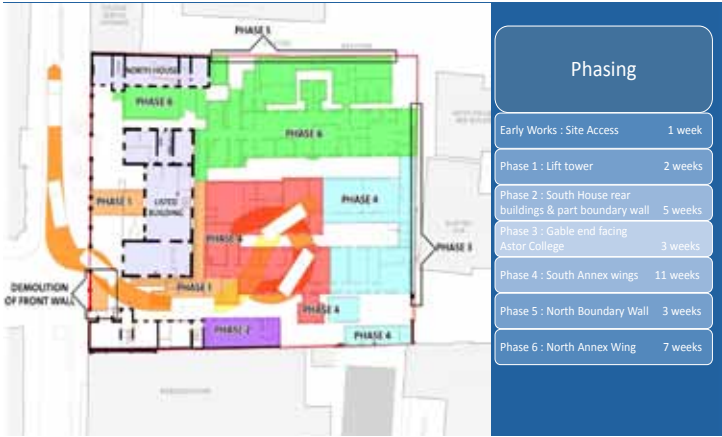 PHASE 5
NORTH HOUSE
PHASE 6
PHASE 6
PHASE 1
LISTED
BUILDING
PHASE 4
PHASE 4
PHASE 3
PHASE 1
DEMOLITION
OF FRONT WALL
PHASE 4
PHASE 2
PHASE 4
Phasing
Early Works : Site Access 1 week
Phase 1 : Lift tower 2 weeks
Phase 2 : South House rear
buildings & part boundary wall 5 weeks
Phase 3 : Gable end facing
Astor College 3 weeks
Phase 4 : South Annex wings 11 weeks
Phase 5 : North Boundary Wall 3 weeks
Phase 6 : North Annex Wing 7 weeks